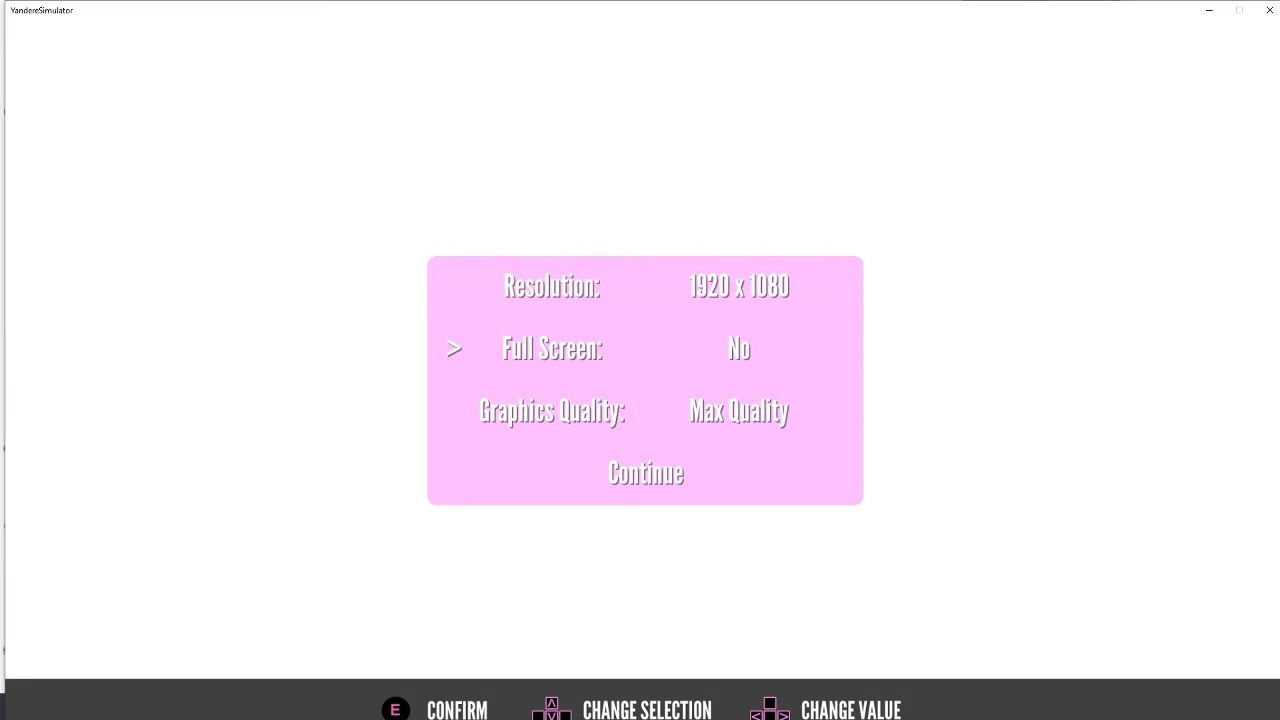 YandereSimulator
Resolution: 1920 x 1080
> Full Screen: No
Graphics Quality: Max Quality
Continue
E CONFIRM CHANGE SELECTION CHANGE VALUE